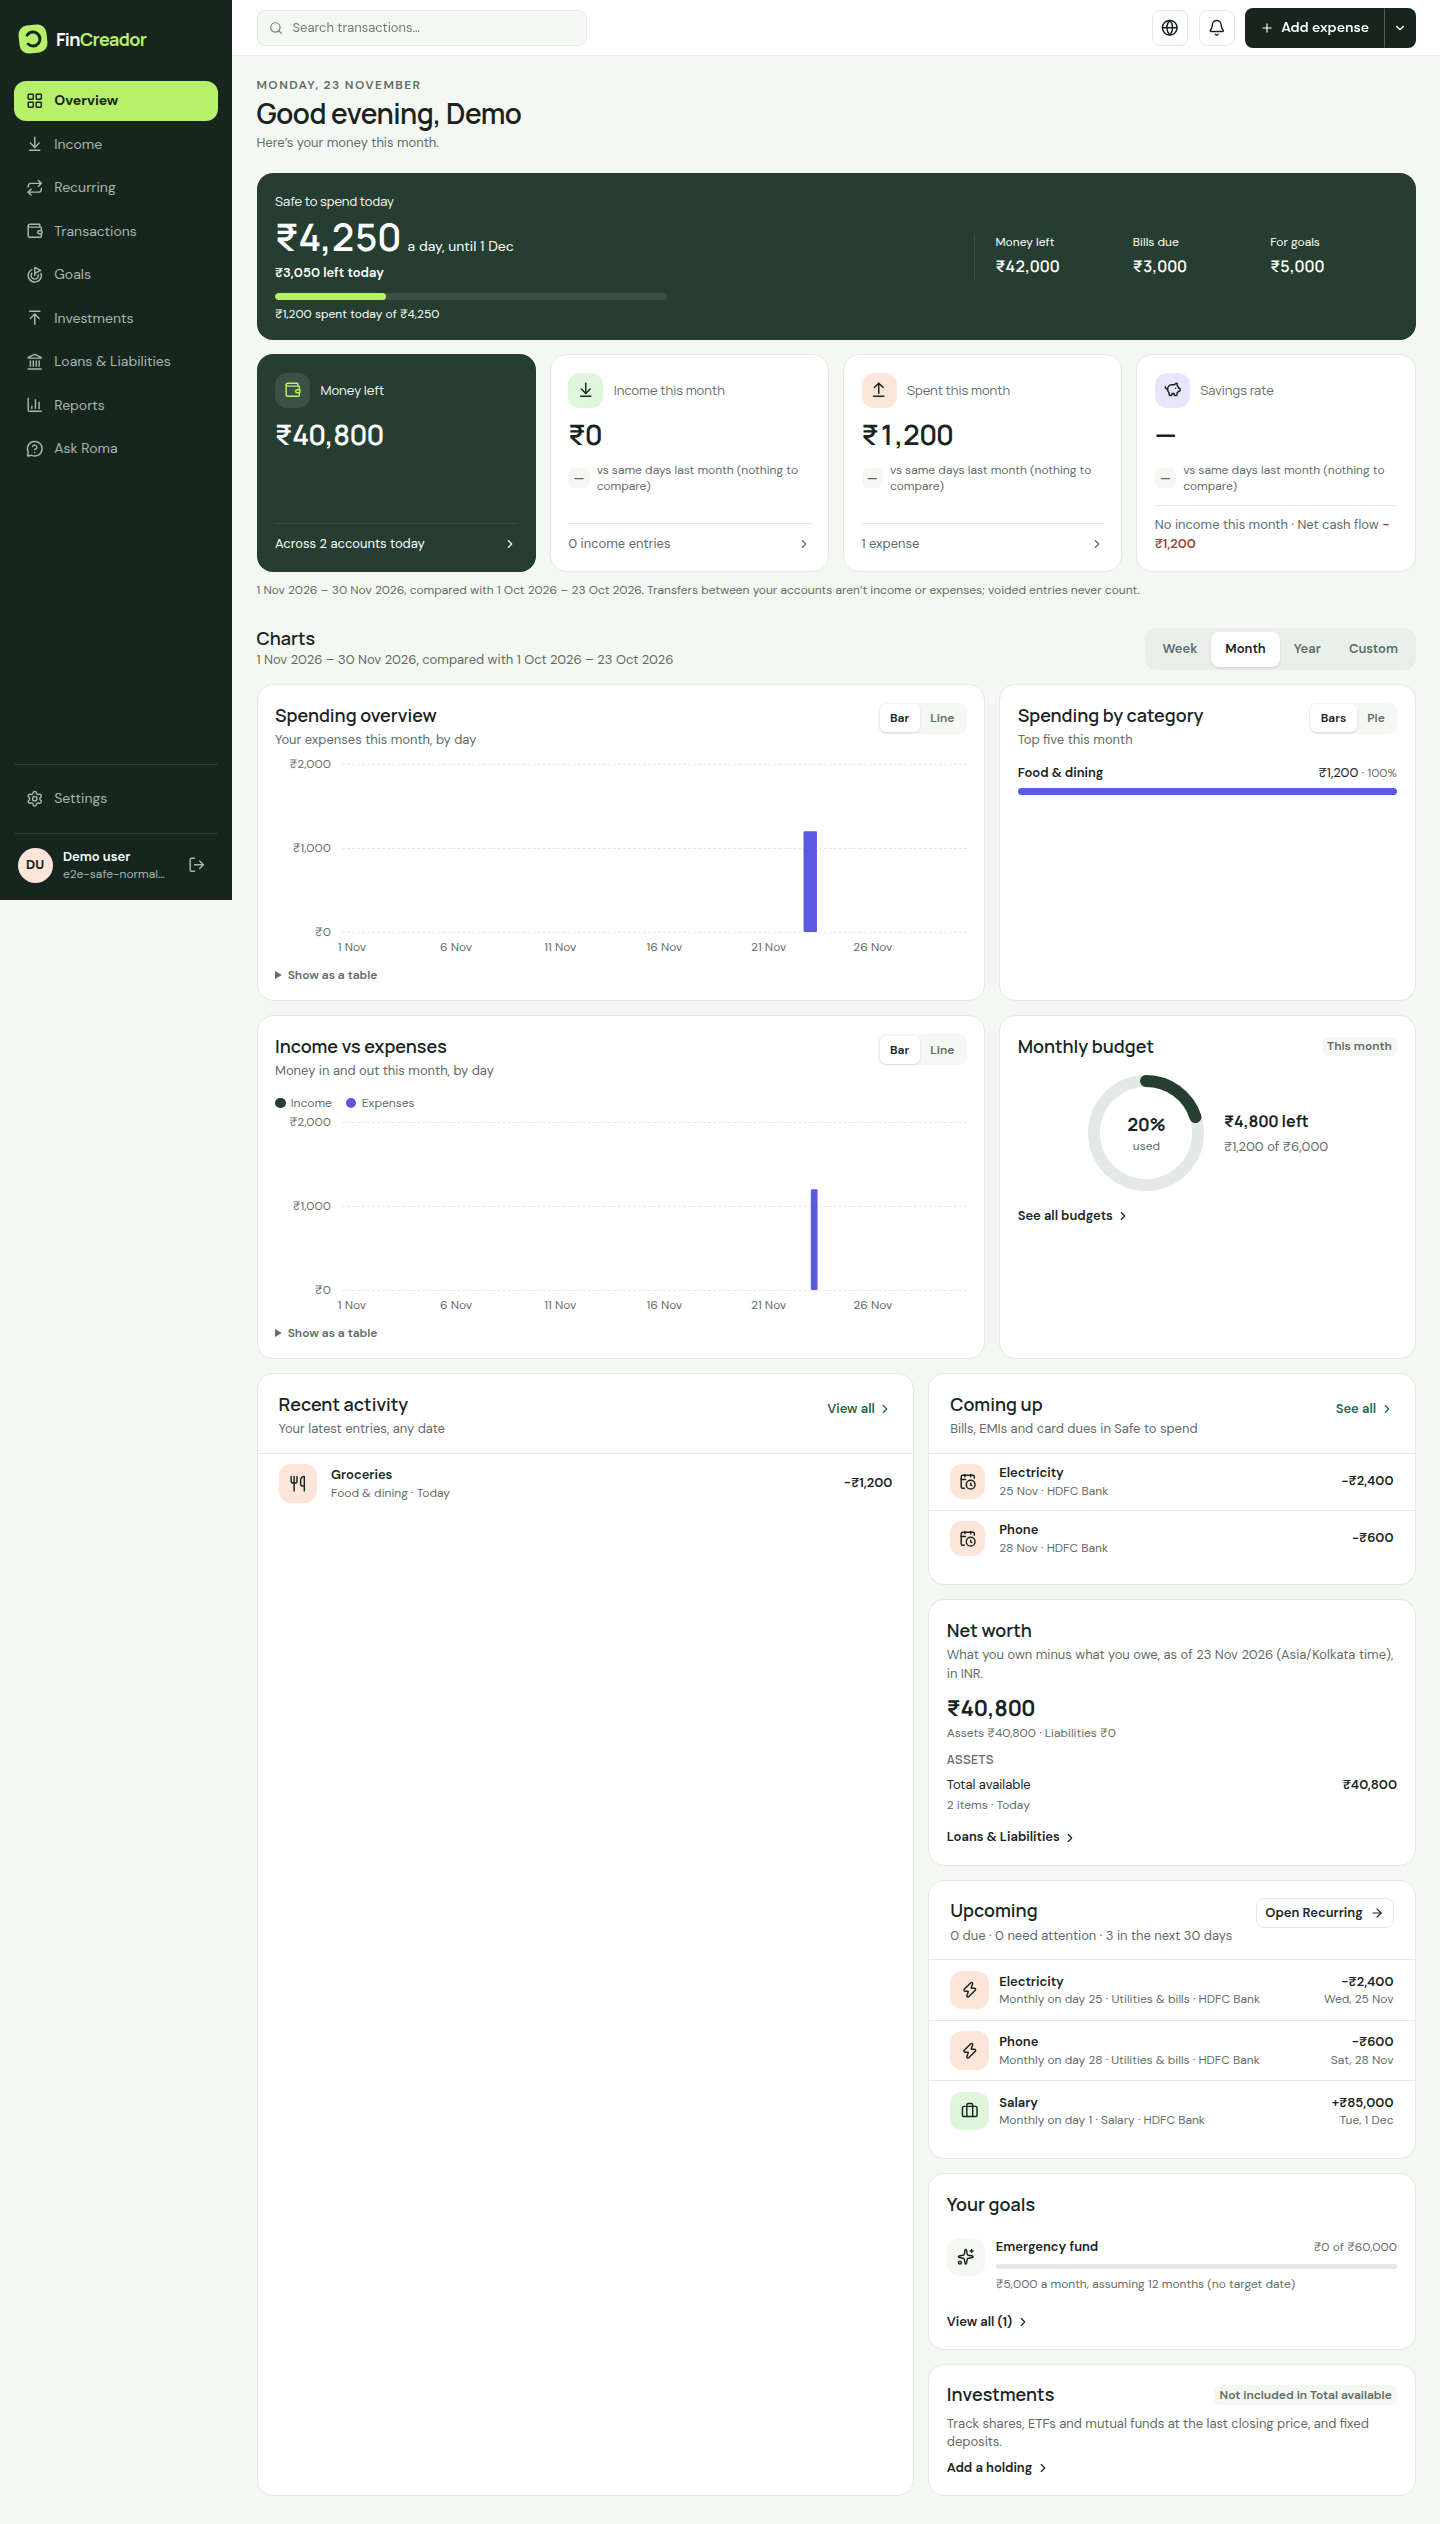 FinCreador
Overview
Income
Recurring
Transactions
Goals
Investments
Loans & Liabilities
Reports
Ask Roma
Settings
DU
Demo user
e2e-safe-normal…
Search transactions…
Add expense
MONDAY, 23 NOVEMBER
Good evening, Demo
Here’s your money this month.
Safe to spend today
₹4,250 a day, until 1 Dec
₹3,050 left today
₹1,200 spent today of ₹4,250
Money left
₹42,000
Bills due
₹3,000
For goals
₹5,000
Money left
₹40,800
Across 2 accounts today
Income this month
₹0
– vs same days last month (nothing to
compare)
0 income entries
Spent this month
₹1,200
– vs same days last month (nothing to
compare)
1 expense
Savings rate
–
– vs same days last month (nothing to
compare)
No income this month · Net cash flow −
₹1,200
1 Nov 2026 – 30 Nov 2026, compared with 1 Oct 2026 – 23 Oct 2026. Transfers between your accounts aren’t income or expenses; voided entries never count.
Charts
1 Nov 2026 – 30 Nov 2026, compared with 1 Oct 2026 – 23 Oct 2026
Week Month Year Custom
Spending overview
Your expenses this month, by day
Bar Line
₹2,000
₹1,000
₹0
1 Nov 6 Nov 11 Nov 16 Nov 21 Nov 26 Nov
Show as a table
Spending by category
Top five this month
Bars Pie
Food & dining ₹1,200 · 100%
Income vs expenses
Money in and out this month, by day
Bar Line
Income Expenses
₹2,000
₹1,000
₹0
1 Nov 6 Nov 11 Nov 16 Nov 21 Nov 26 Nov
Show as a table
Monthly budget
This month
20%
used
₹4,800 left
₹1,200 of ₹6,000
See all budgets
Recent activity
Your latest entries, any date
View all
Groceries
Food & dining · Today
−₹1,200
Coming up
Bills, EMIs and card dues in Safe to spend
See all
Electricity
25 Nov · HDFC Bank
−₹2,400
Phone
28 Nov · HDFC Bank
−₹600
Net worth
What you own minus what you owe, as of 23 Nov 2026 (Asia/Kolkata time),
in INR.
₹40,800
Assets ₹40,800 · Liabilities ₹0
ASSETS
Total available ₹40,800
2 items · Today
Loans & Liabilities
Upcoming
0 due · 0 need attention · 3 in the next 30 days
Open Recurring
Electricity −₹2,400
Monthly on day 25 · Utilities & bills · HDFC Bank Wed, 25 Nov
Phone −₹600
Monthly on day 28 · Utilities & bills · HDFC Bank Sat, 28 Nov
Salary +₹85,000
Monthly on day 1 · Salary · HDFC Bank Tue, 1 Dec
Your goals
Emergency fund ₹0 of ₹60,000
₹5,000 a month, assuming 12 months (no target date)
View all (1)
Investments
Not included in Total available
Track shares, ETFs and mutual funds at the last closing price, and fixed
deposits.
Add a holding